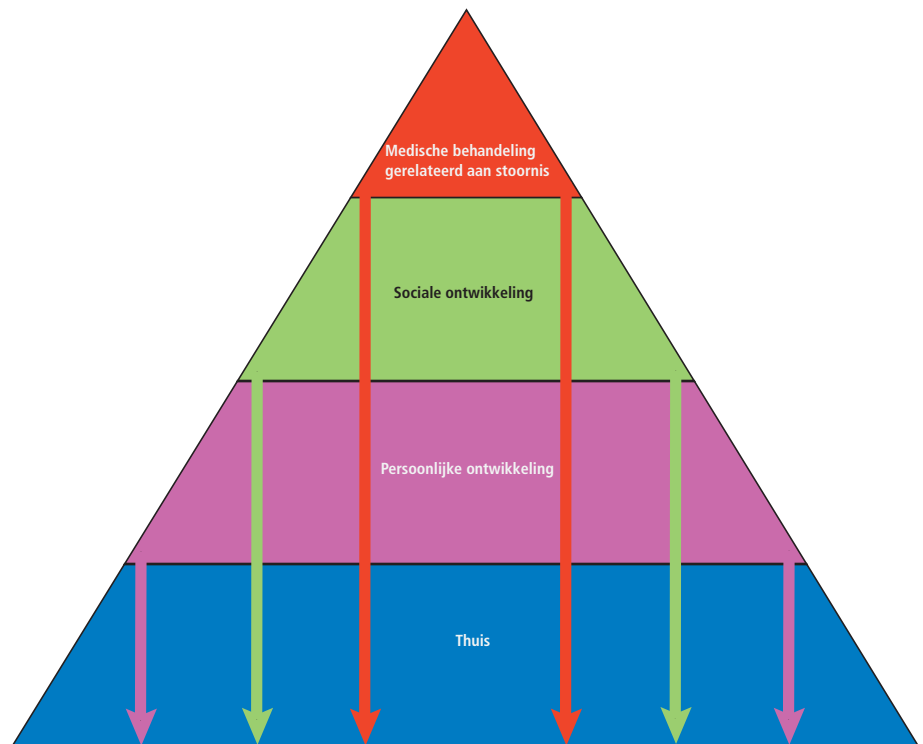 Medische behandeling
gerelateerd aan stoornis
Sociale ontwikkeling
Persoonlijke ontwikkeling
Thuis